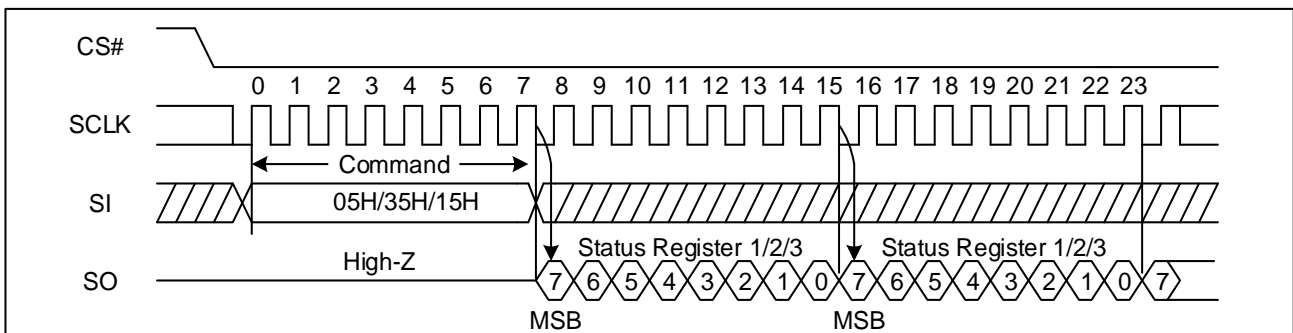 CS#
0 1 2 3 4 5 6 7 8 9 10 11 12 13 14 15 16 17 18 19 20 21 22 23
SCLK
Command
SI 05H/35H/15H
High-Z Status Register 1/2/3 Status Register 1/2/3
SO 7 6 5 4 3 2 1 0 7 6 5 4 3 2 1 0 7
MSB MSB